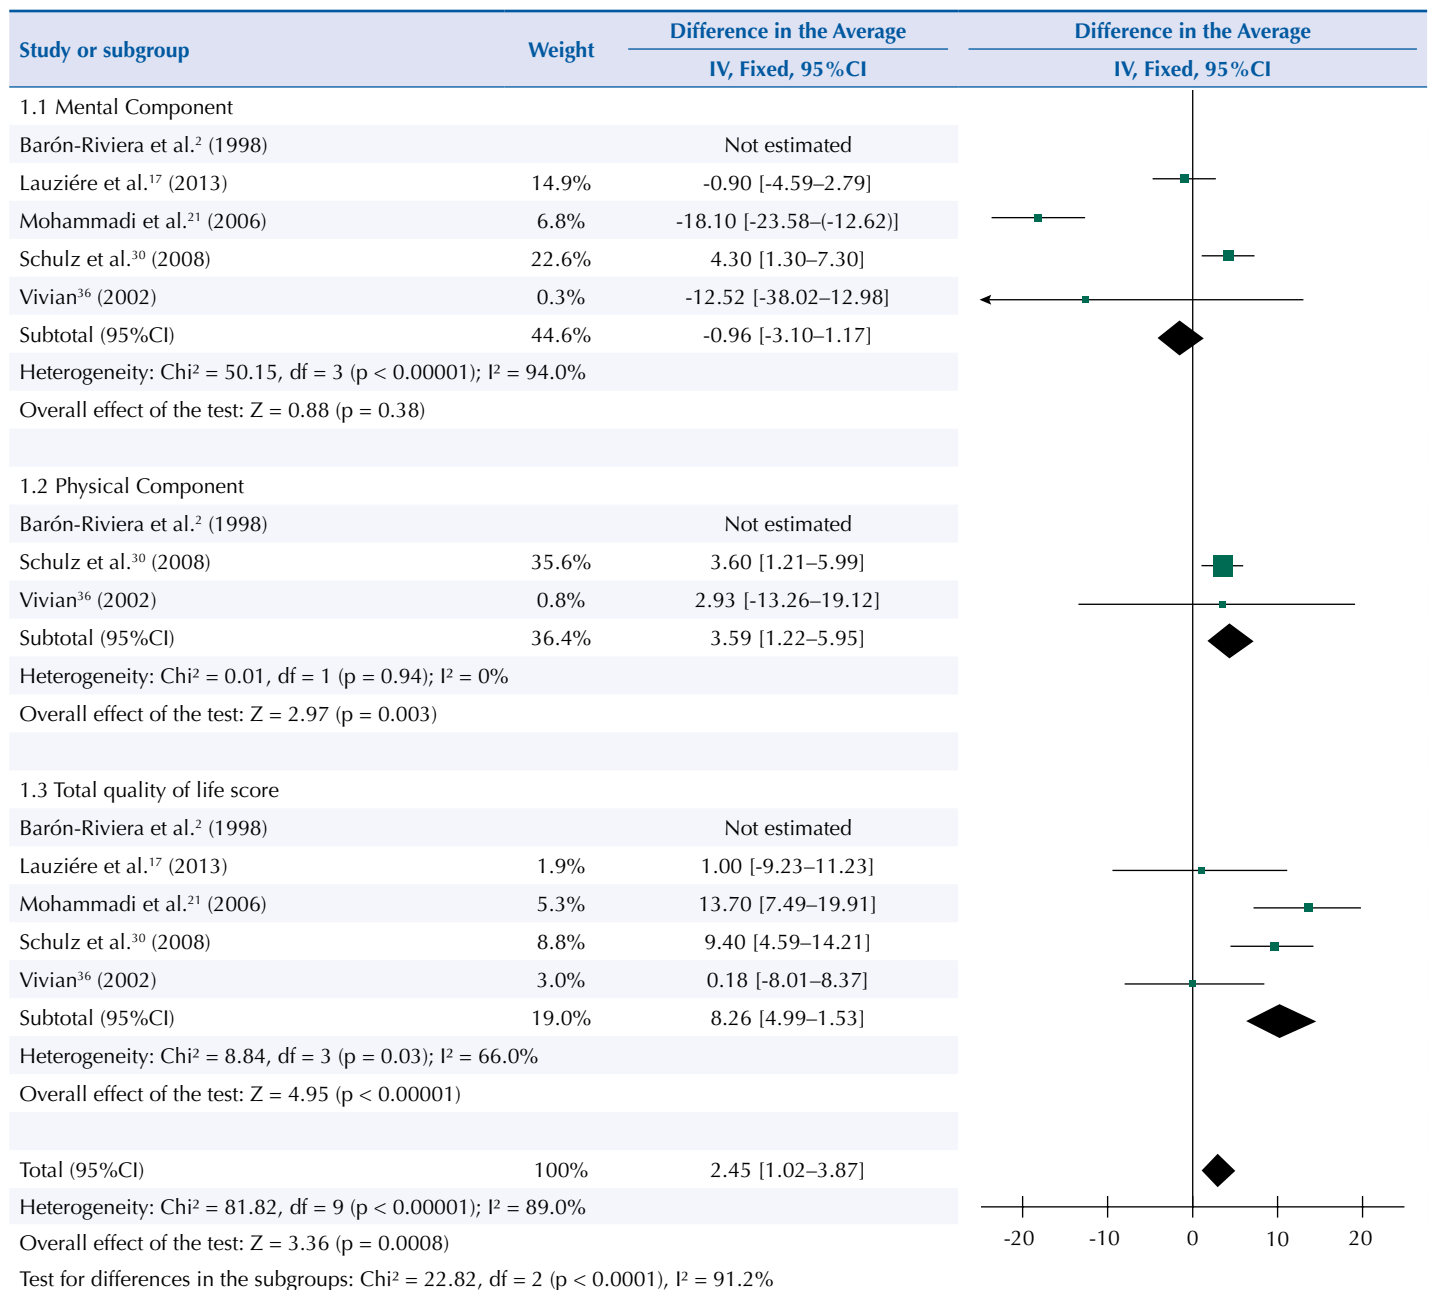 Study or subgroup Weight Difference in the Average Difference in the Average
IV, Fixed, 95%CI IV, Fixed, 95%CI
1.1 Mental Component
Barón-Riviera et al.² (1998) Not estimated
Lauziére et al.¹⁷ (2013) 14.9% -0.90 [-4.59–2.79]
Mohammadi et al.²¹ (2006) 6.8% -18.10 [-23.58–(-12.62)]
Schulz et al.³⁰ (2008) 22.6% 4.30 [1.30–7.30]
Vivian³⁶ (2002) 0.3% -12.52 [-38.02–12.98]
Subtotal (95%CI) 44.6% -0.96 [-3.10–1.17]
Heterogeneity: Chi² = 50.15, df = 3 (p < 0.00001); I² = 94.0%
Overall effect of the test: Z = 0.88 (p = 0.38)
1.2 Physical Component
Barón-Riviera et al.² (1998) Not estimated
Schulz et al.³⁰ (2008) 35.6% 3.60 [1.21–5.99]
Vivian³⁶ (2002) 0.8% 2.93 [-13.26–19.12]
Subtotal (95%CI) 36.4% 3.59 [1.22–5.95]
Heterogeneity: Chi² = 0.01, df = 1 (p = 0.94); I² = 0%
Overall effect of the test: Z = 2.97 (p = 0.003)
1.3 Total quality of life score
Barón-Riviera et al.² (1998) Not estimated
Lauziére et al.¹⁷ (2013) 1.9% 1.00 [-9.23–11.23]
Mohammadi et al.²¹ (2006) 5.3% 13.70 [7.49–19.91]
Schulz et al.³⁰ (2008) 8.8% 9.40 [4.59–14.21]
Vivian³⁶ (2002) 3.0% 0.18 [-8.01–8.37]
Subtotal (95%CI) 19.0% 8.26 [4.99–1.53]
Heterogeneity: Chi² = 8.84, df = 3 (p = 0.03); I² = 66.0%
Overall effect of the test: Z = 4.95 (p < 0.00001)
Total (95%CI) 100% 2.45 [1.02–3.87]
Heterogeneity: Chi² = 81.82, df = 9 (p < 0.00001); I² = 89.0%
Overall effect of the test: Z = 3.36 (p = 0.0008)
-20 -10 0 10 20
Test for differences in the subgroups: Chi² = 22.82, df = 2 (p < 0.0001), I² = 91.2%